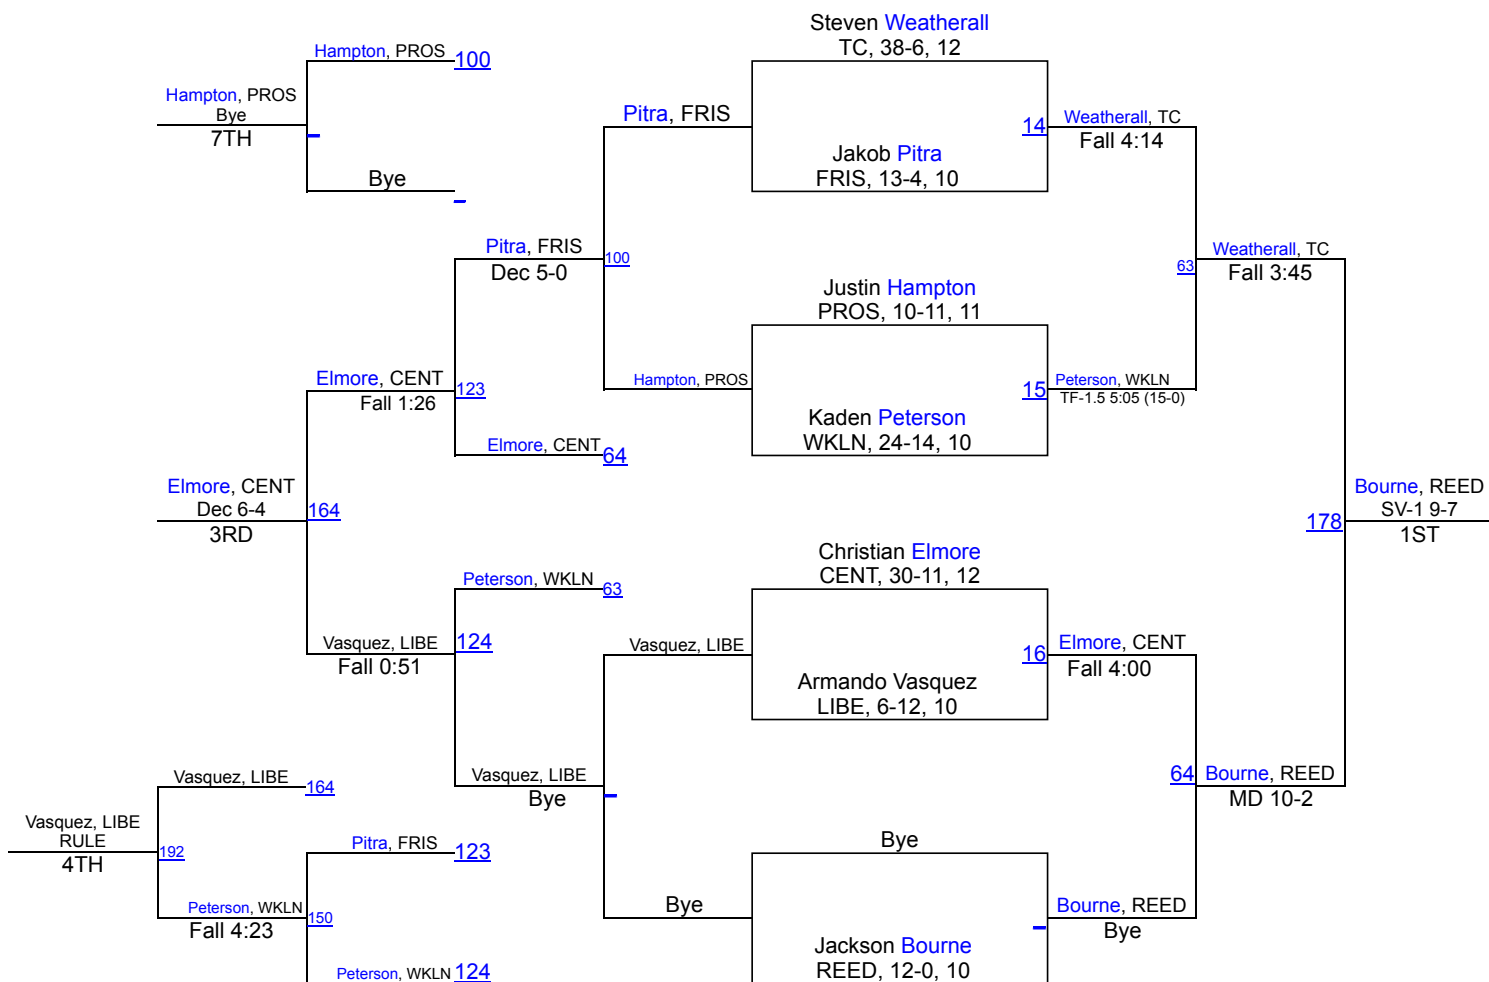 Steven Weatherall
TC, 38-6, 12
Hampton, PROS
100
Hampton, PROS
Bye
7TH
Bye
Pitra, FRIS
14
Weatherall, TC
Fall 4:14
Jakob Pitra
FRIS, 13-4, 10
Pitra, FRIS
Dec 5-0
100
63
Weatherall, TC
Fall 3:45
Justin Hampton
PROS, 10-11, 11
Elmore, CENT
Fall 1:26
123
Hampton, PROS
15
Peterson, WKLN
TF-1.5 5:05 (15-0)
Kaden Peterson
WKLN, 24-14, 10
Elmore, CENT
64
Elmore, CENT
Dec 6-4
3RD
164
178
Bourne, REED
SV-1 9-7
1ST
Christian Elmore
CENT, 30-11, 12
Peterson, WKLN
63
Vasquez, LIBE
Fall 0:51
124
Vasquez, LIBE
16
Elmore, CENT
Fall 4:00
Armando Vasquez
LIBE, 6-12, 10
Vasquez, LIBE
164
Vasquez, LIBE
Bye
64
Bourne, REED
MD 10-2
Vasquez, LIBE
RULE
4TH
192
Pitra, FRIS
123
Bye
Peterson, WKLN
Fall 4:23
150
Bye
Bourne, REED
Bye
Jackson Bourne
REED, 12-0, 10
Peterson, WKLN
124